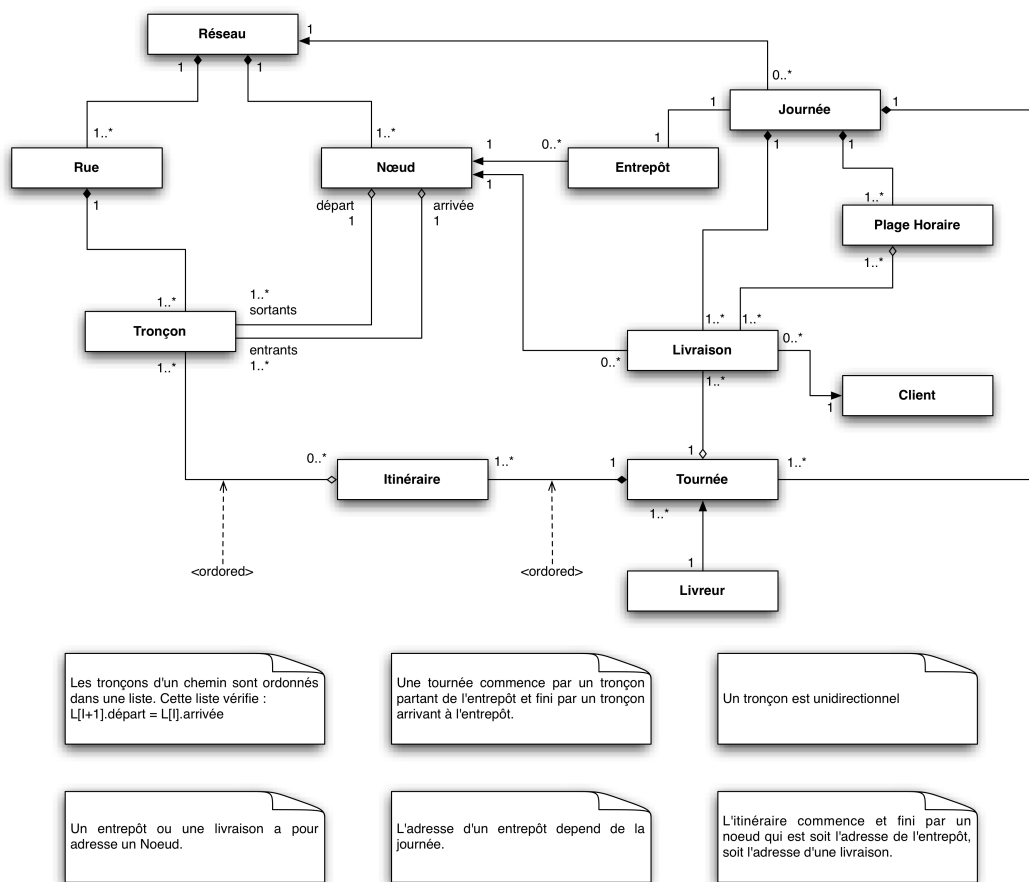 Réseau
1
1
1
0..*
Journée
1
1
1
1
1..*
1..*
1
0..*
1
Rue
Nœud
Entrepôt
1
1
départ
1
arrivée
1
1..*
Plage Horaire
1..*
1..*
sortants
1..*
Tronçon
entrants
1..*
1..*
1..*
1..*
Livraison
0..*
0..*
1..*
Client
1
1
0..*
Itinéraire
1..*
1
Tournée
1..*
1..*
<ordored>
<ordored>
1
Livreur
Les tronçons d'un chemin sont ordonnés
dans une liste. Cette liste vérifie :
L[I+1].départ = L[I].arrivée
Une tournée commence par un tronçon
partant de l'entrepôt et fini par un tronçon
arrivant à l'entrepôt.
Un tronçon est unidirectionnel
Un entrepôt ou une livraison a pour
adresse un Noeud.
L'adresse d'un entrepôt depend de la
journée.
L'itinéraire commence et fini par un
noeud qui est soit l'adresse de l'entrepôt,
soit l'adresse d'une livraison.